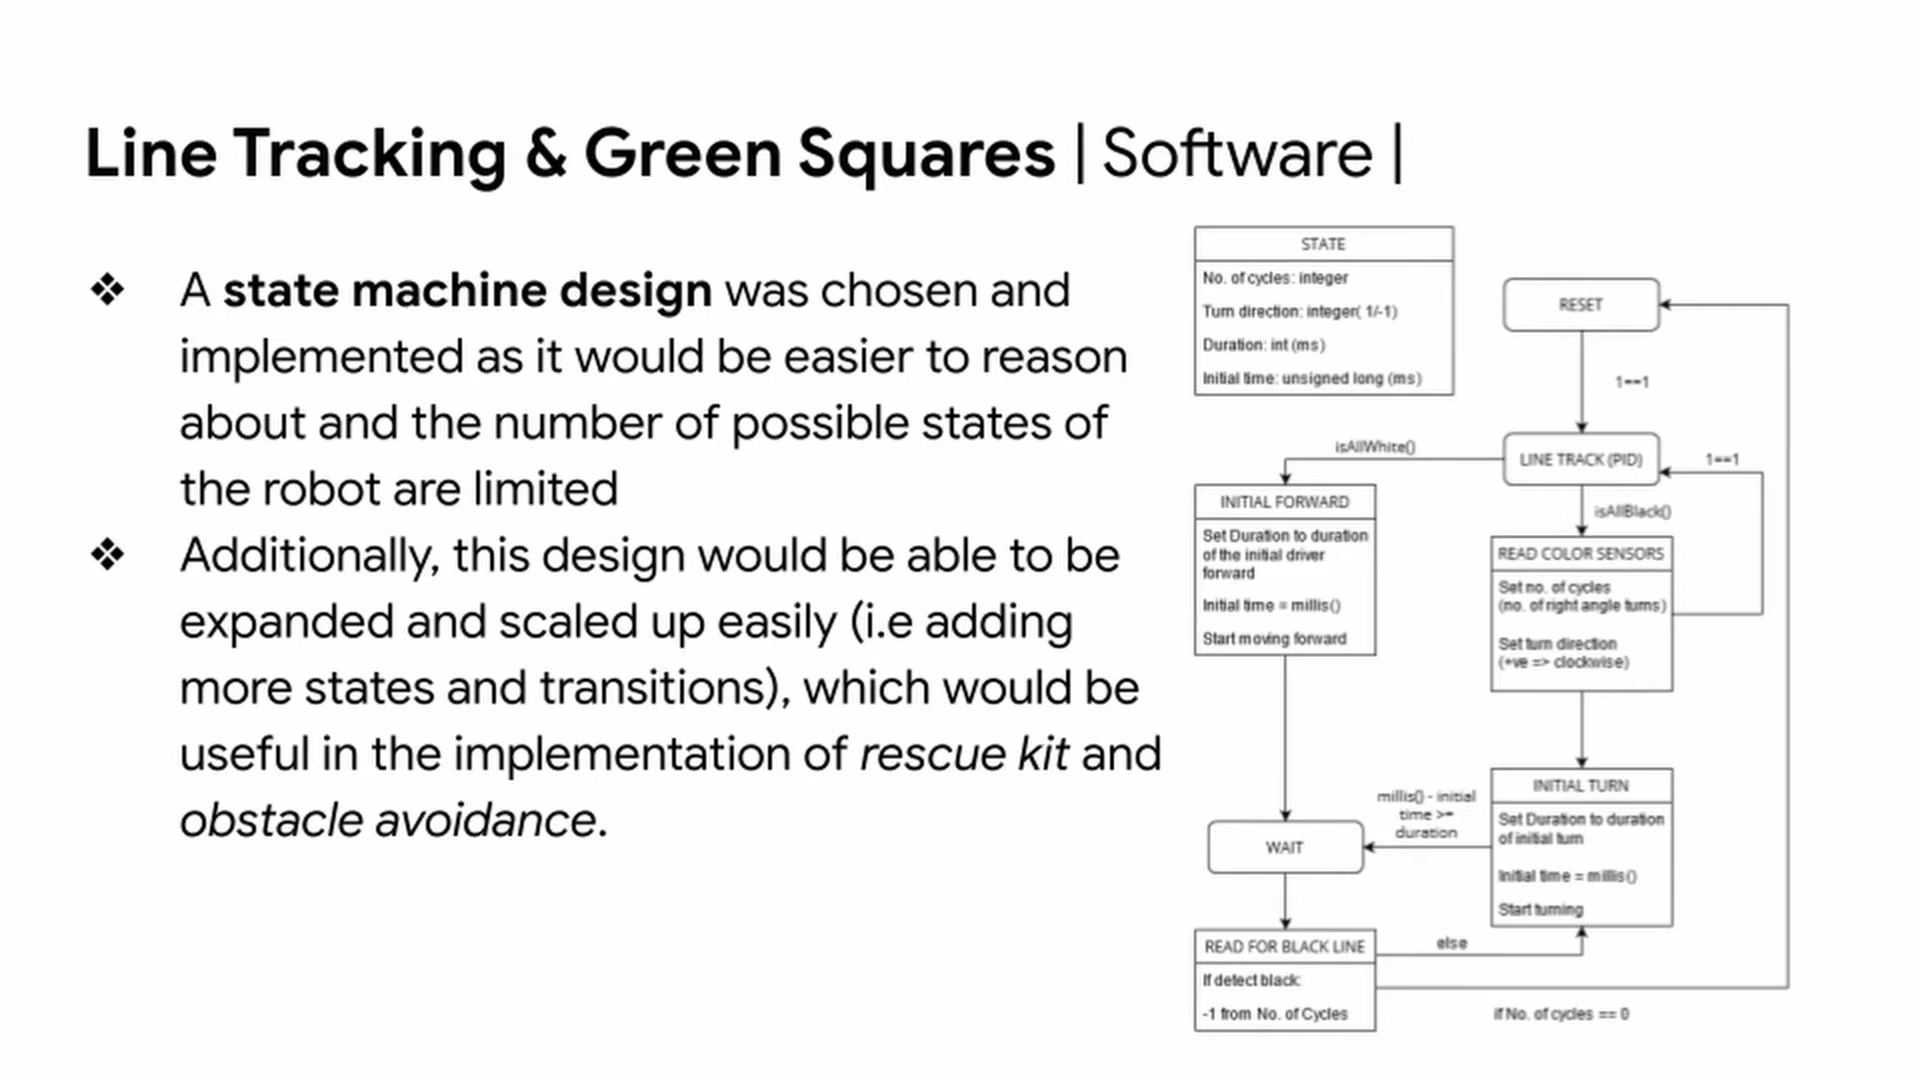 Line Tracking & Green Squares | Software |
❖ A state machine design was chosen and
implemented as it would be easier to reason
about and the number of possible states of
the robot are limited
❖ Additionally, this design would be able to be
expanded and scaled up easily (i.e adding
more states and transitions), which would be
useful in the implementation of rescue kit and
obstacle avoidance.
STATE
No. of cycles: integer
Turn direction: integer( 1/-1)
Duration: int (ms)
Initial time: unsigned long (ms)
RESET
1==1
LINE TRACK (PID)
1==1
isAllWhite()
isAllBlack()
INITIAL FORWARD
Set Duration to duration
of the initial driver
forward
Initial time = millis()
Start moving forward
READ COLOR SENSORS
Set no. of cycles
(no. of right angle turns)
Set turn direction
(+ve => clockwise)
INITIAL TURN
Set Duration to duration
of initial turn
Initial time = millis()
Start turning
millis() - initial
time >=
duration
WAIT
READ FOR BLACK LINE
If detect black:
-1 from No. of Cycles
else
if No. of cycles == 0